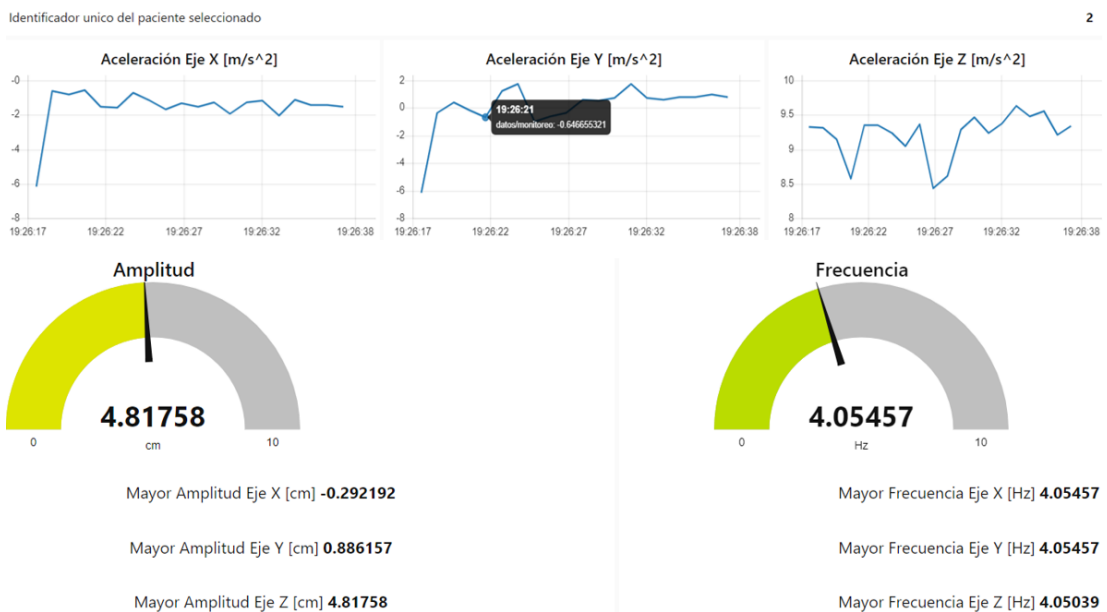 Identificador unico del paciente seleccionado 2
Aceleración Eje X [m/s^2]
-0
-2
-4
-6
-8
19:26:17 19:26:22 19:26:27 19:26:32 19:26:38
Aceleración Eje Y [m/s^2]
2
0
-2
-4
-6
-8
19:26:21
datos/monitoreo: -0.646655321
19:26:17 19:26:22 19:26:27 19:26:32 19:26:38
Aceleración Eje Z [m/s^2]
10
9.5
9
8.5
8
19:26:17 19:26:22 19:26:27 19:26:32 19:26:38
Amplitud
4.81758
0 cm 10
Mayor Amplitud Eje X [cm] -0.292192
Mayor Amplitud Eje Y [cm] 0.886157
Mayor Amplitud Eje Z [cm] 4.81758
Frecuencia
4.05457
0 Hz 10
Mayor Frecuencia Eje X [Hz] 4.05457
Mayor Frecuencia Eje Y [Hz] 4.05457
Mayor Frecuencia Eje Z [Hz] 4.05039